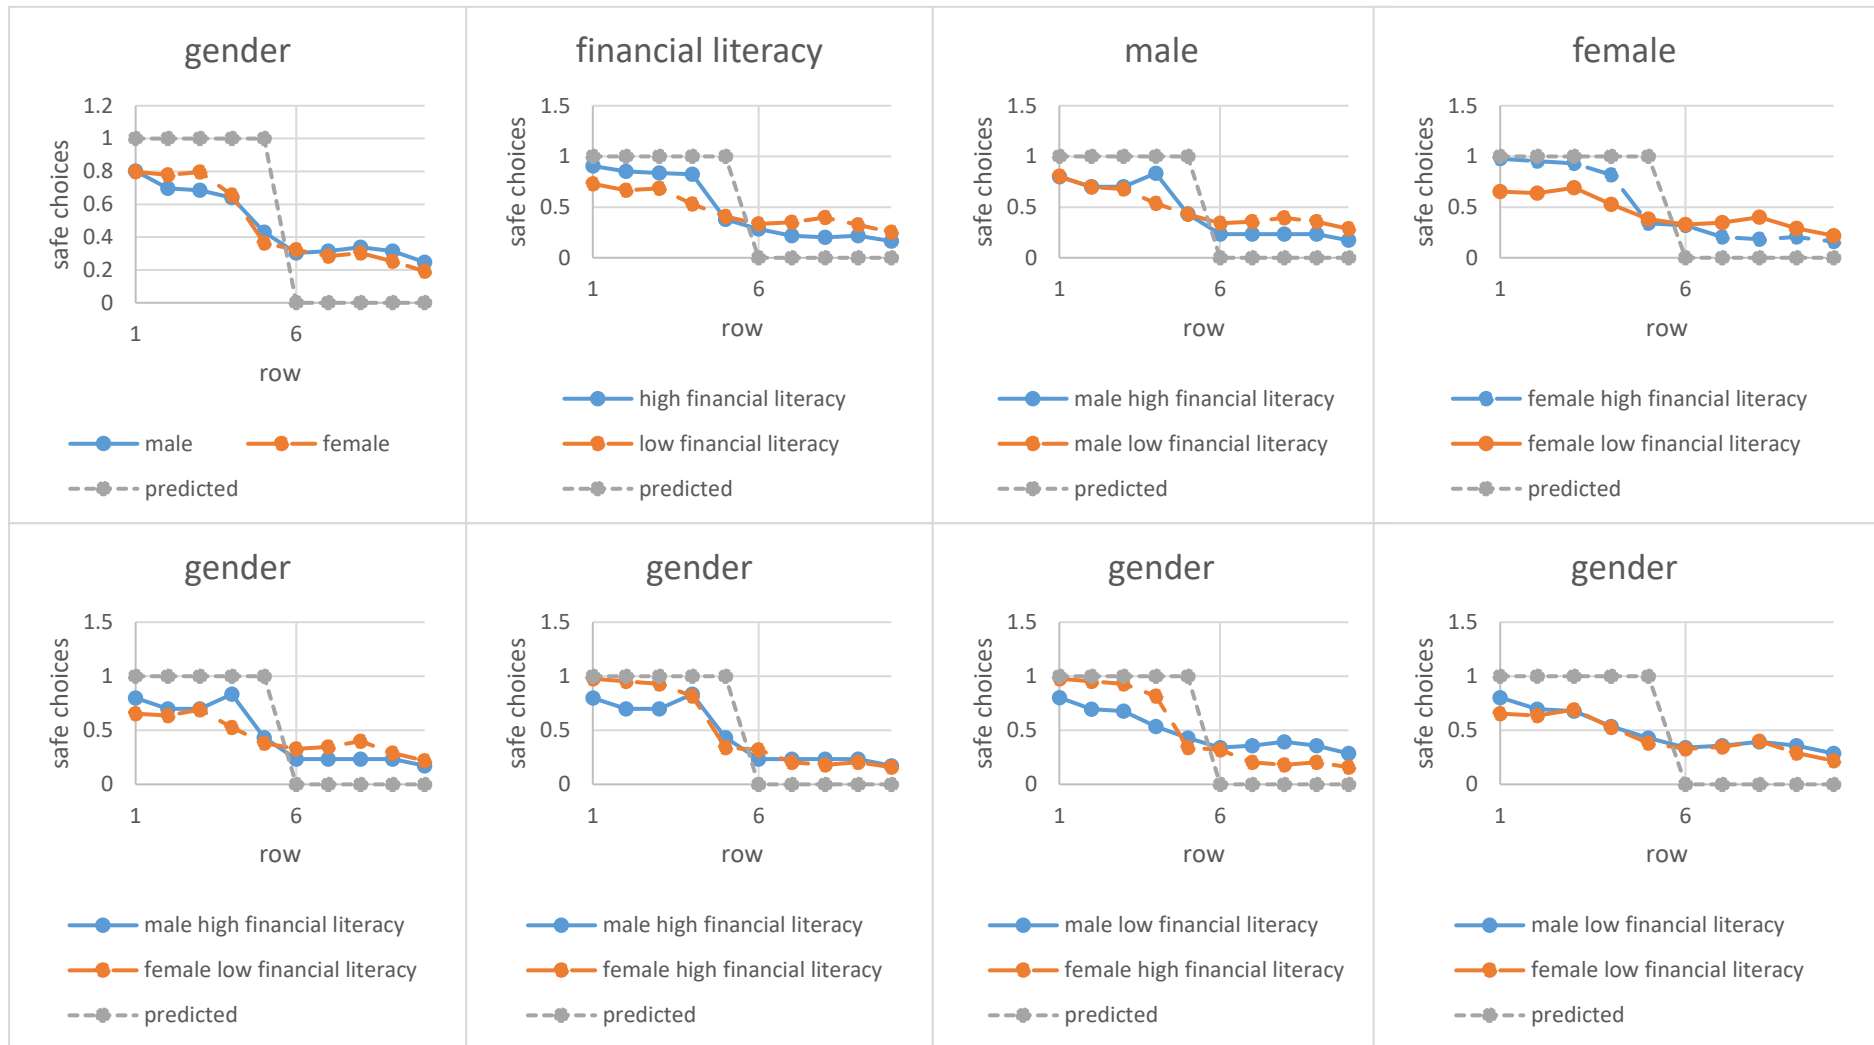 gender
1.2
1
0.8
0.6
0.4
0.2
0
safe choices
1
6
row
male
female
predicted
financial literacy
1.5
1
0.5
0
safe choices
1
6
row
high financial literacy
low financial literacy
predicted
male
1.5
1
0.5
0
safe choices
1
6
row
male high financial literacy
male low financial literacy
predicted
female
1.5
1
0.5
0
safe choices
1
6
row
female high financial literacy
female low financial literacy
predicted
gender
1.5
1
0.5
0
safe choices
1
6
row
male high financial literacy
female low financial literacy
predicted
gender
1.5
1
0.5
0
safe choices
1
6
row
male high financial literacy
female high financial literacy
predicted
gender
1.5
1
0.5
0
safe choices
1
6
row
male low financial literacy
female high financial literacy
predicted
gender
1.5
1
0.5
0
safe choices
1
6
row
male low financial literacy
female low financial literacy
predicted